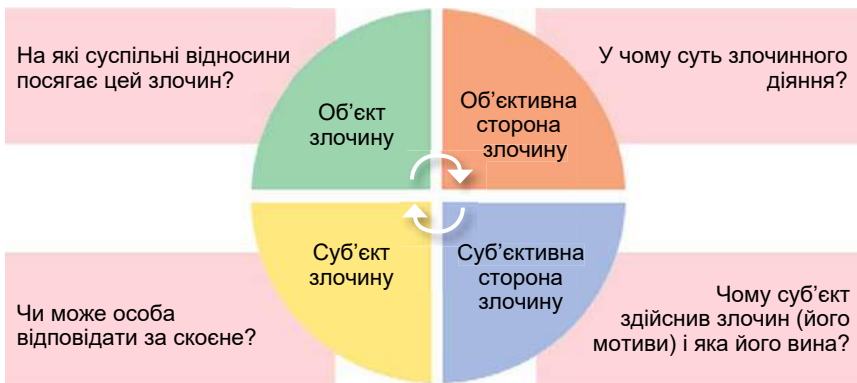 На які суспільні відносини
посягає цей злочин?
У чому суть злочинного
діяння?
Об’єкт
злочину
Об’єктивна
сторона
злочину
Суб’єкт
злочину
Суб’єктивна
сторона
злочину
Чи може особа
відповідати за скоєне?
Чому суб’єкт
здійснив злочин (його
мотиви) і яка його вина?